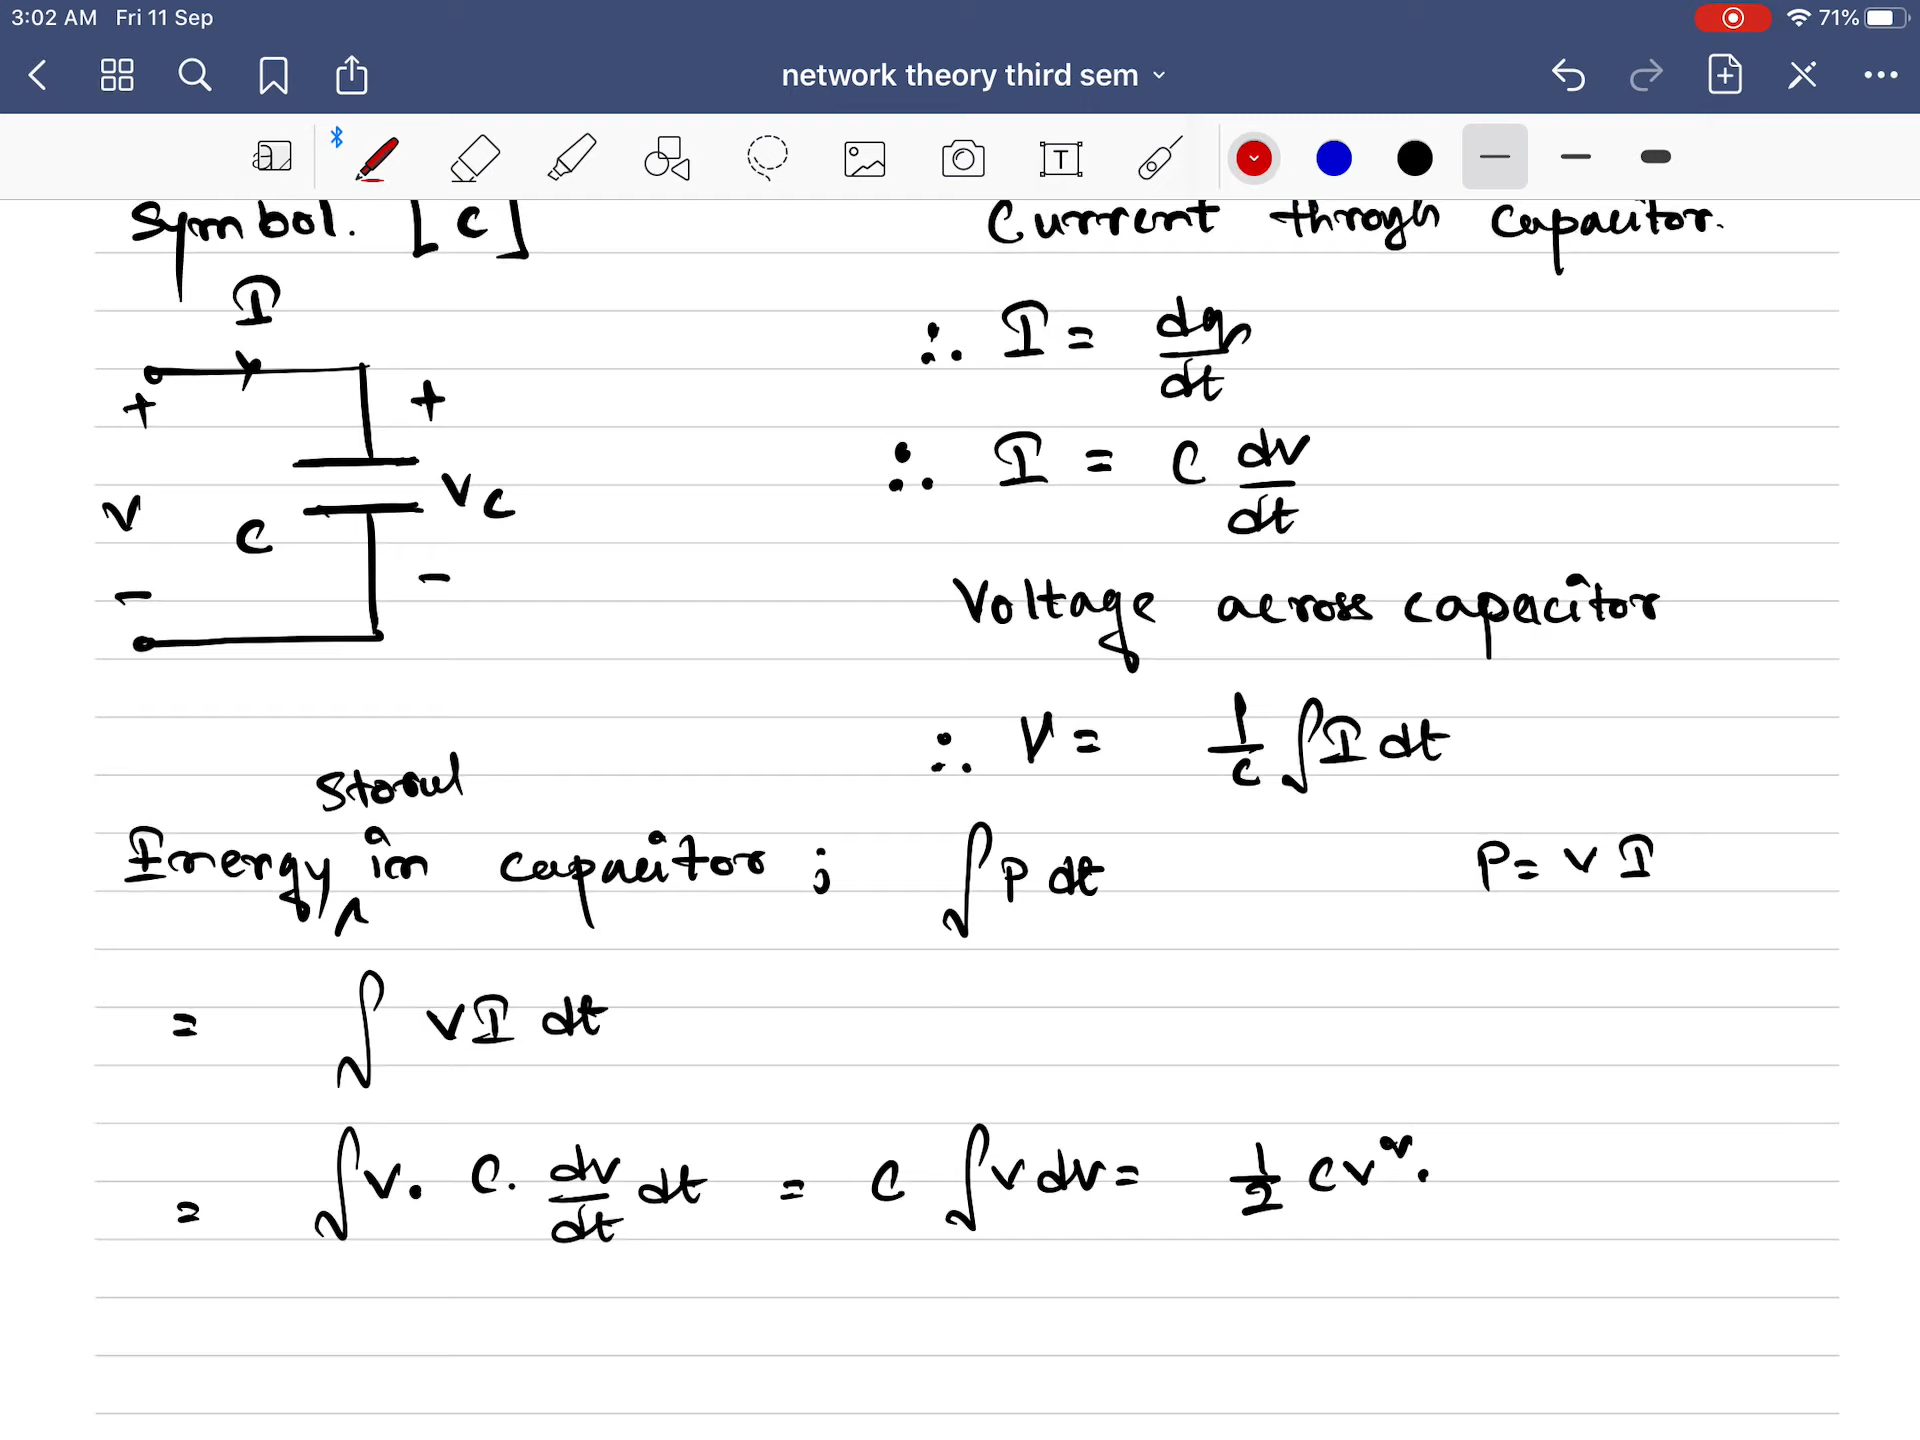 3:02 AM Fri 11 Sep 71%
network theory third sem
T
Symbol. [C]
I
+ +
V C Vc
- -
Current throgh capacitor.
∴ I = dq/dt
∴ I = C dv/dt
Voltage across capacitor
∴ V = 1/C ∫I dt
Stored
Energy in capacitor ; ∫P dt P = VI
= ∫ VI dt
= ∫V. C. dv/dt dt = C ∫V dV = 1/2 CV².